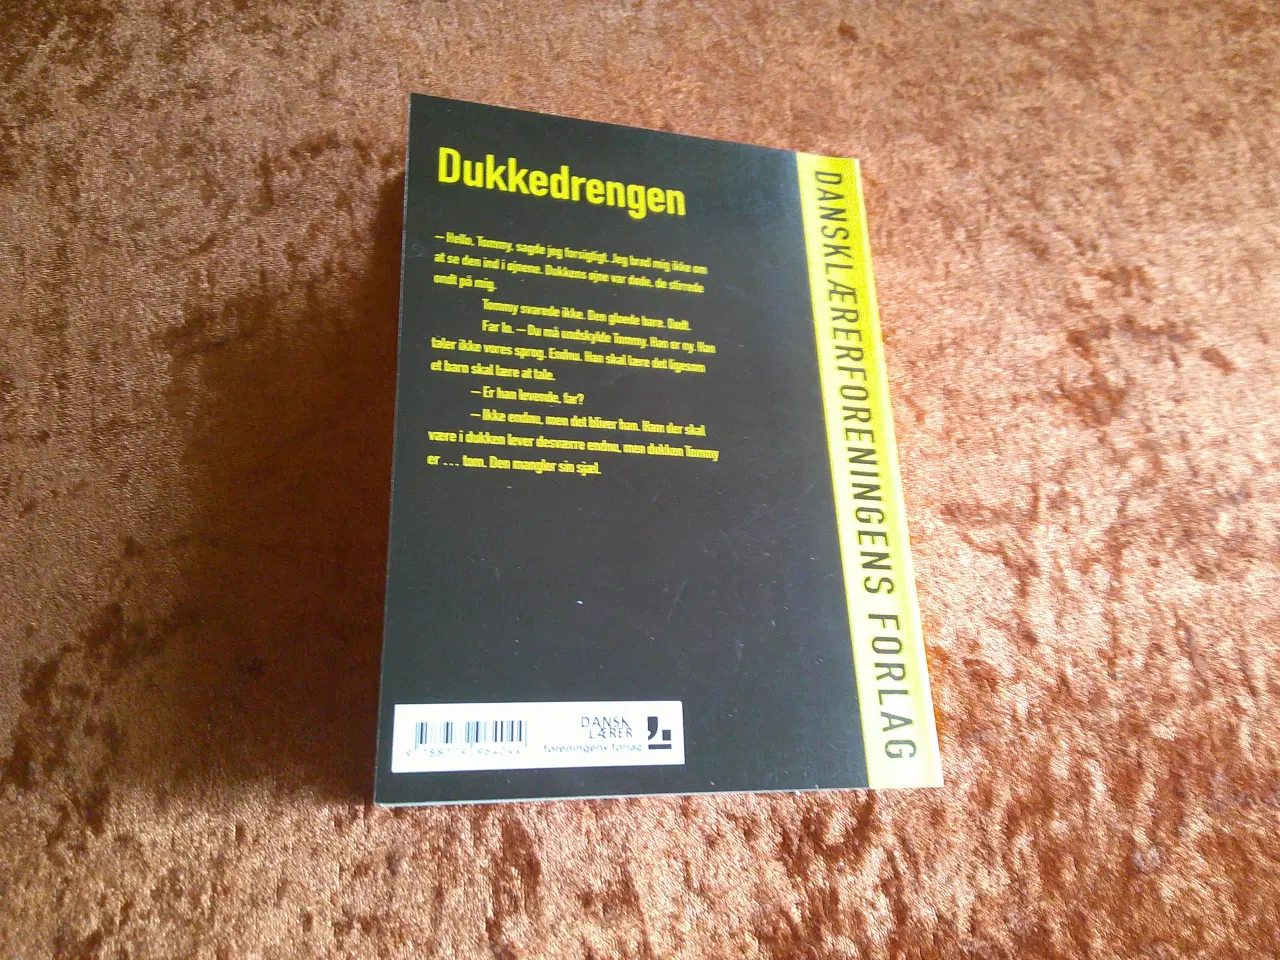 Dukkedrengen
– Hello, Tommy, sagde jeg forsigtigt. Jeg brød mig ikke om
at se den ind i øjnene. Dukkens øjne var døde, de stirrede
ondt på mig.
Tommy svarede ikke. Den gloede bare. Dødt.
Far lo. – Du må undskylde Tommy. Han er ny. Han
taler ikke vores sprog. Endnu. Han skal lære det ligesom
et barn skal lære at tale.
– Er han levende, far?
– Ikke endnu, men det bliver han. Ham der skal
være i dukken lever desværre endnu, men dukken Tommy
er ... tom. Den mangler sin sjæl.
DANSKLÆRERFORENINGENS FORLAG
DANSK
LÆRER
foreningens forlag